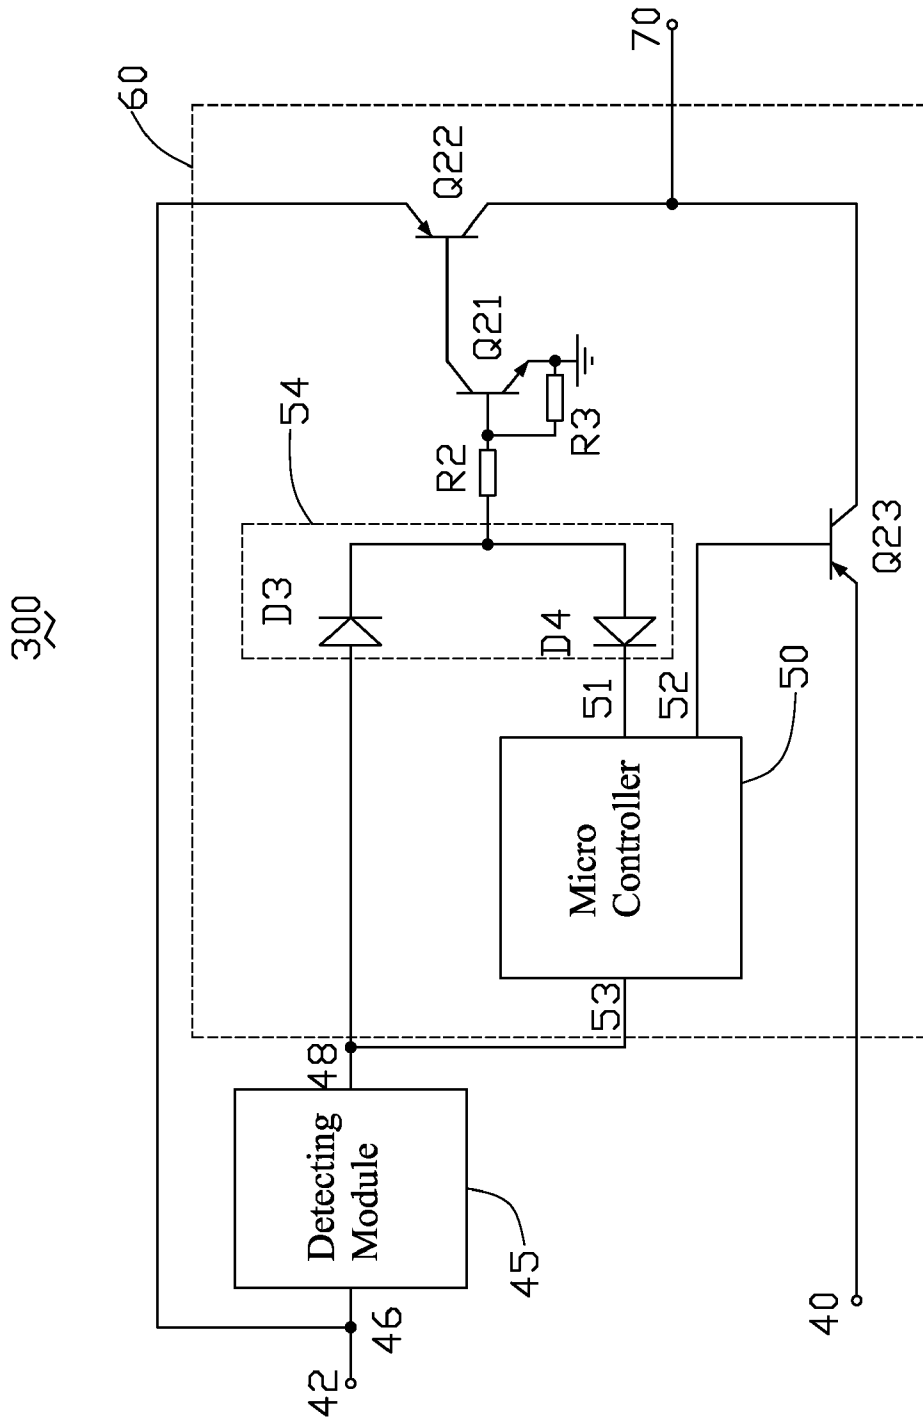 300
60
70
Q22
Q21
54
R2
R3
D3
D4
Q23
51
52
50
Micro
Controller
53
48
Detecting
Module
45
46
42
40